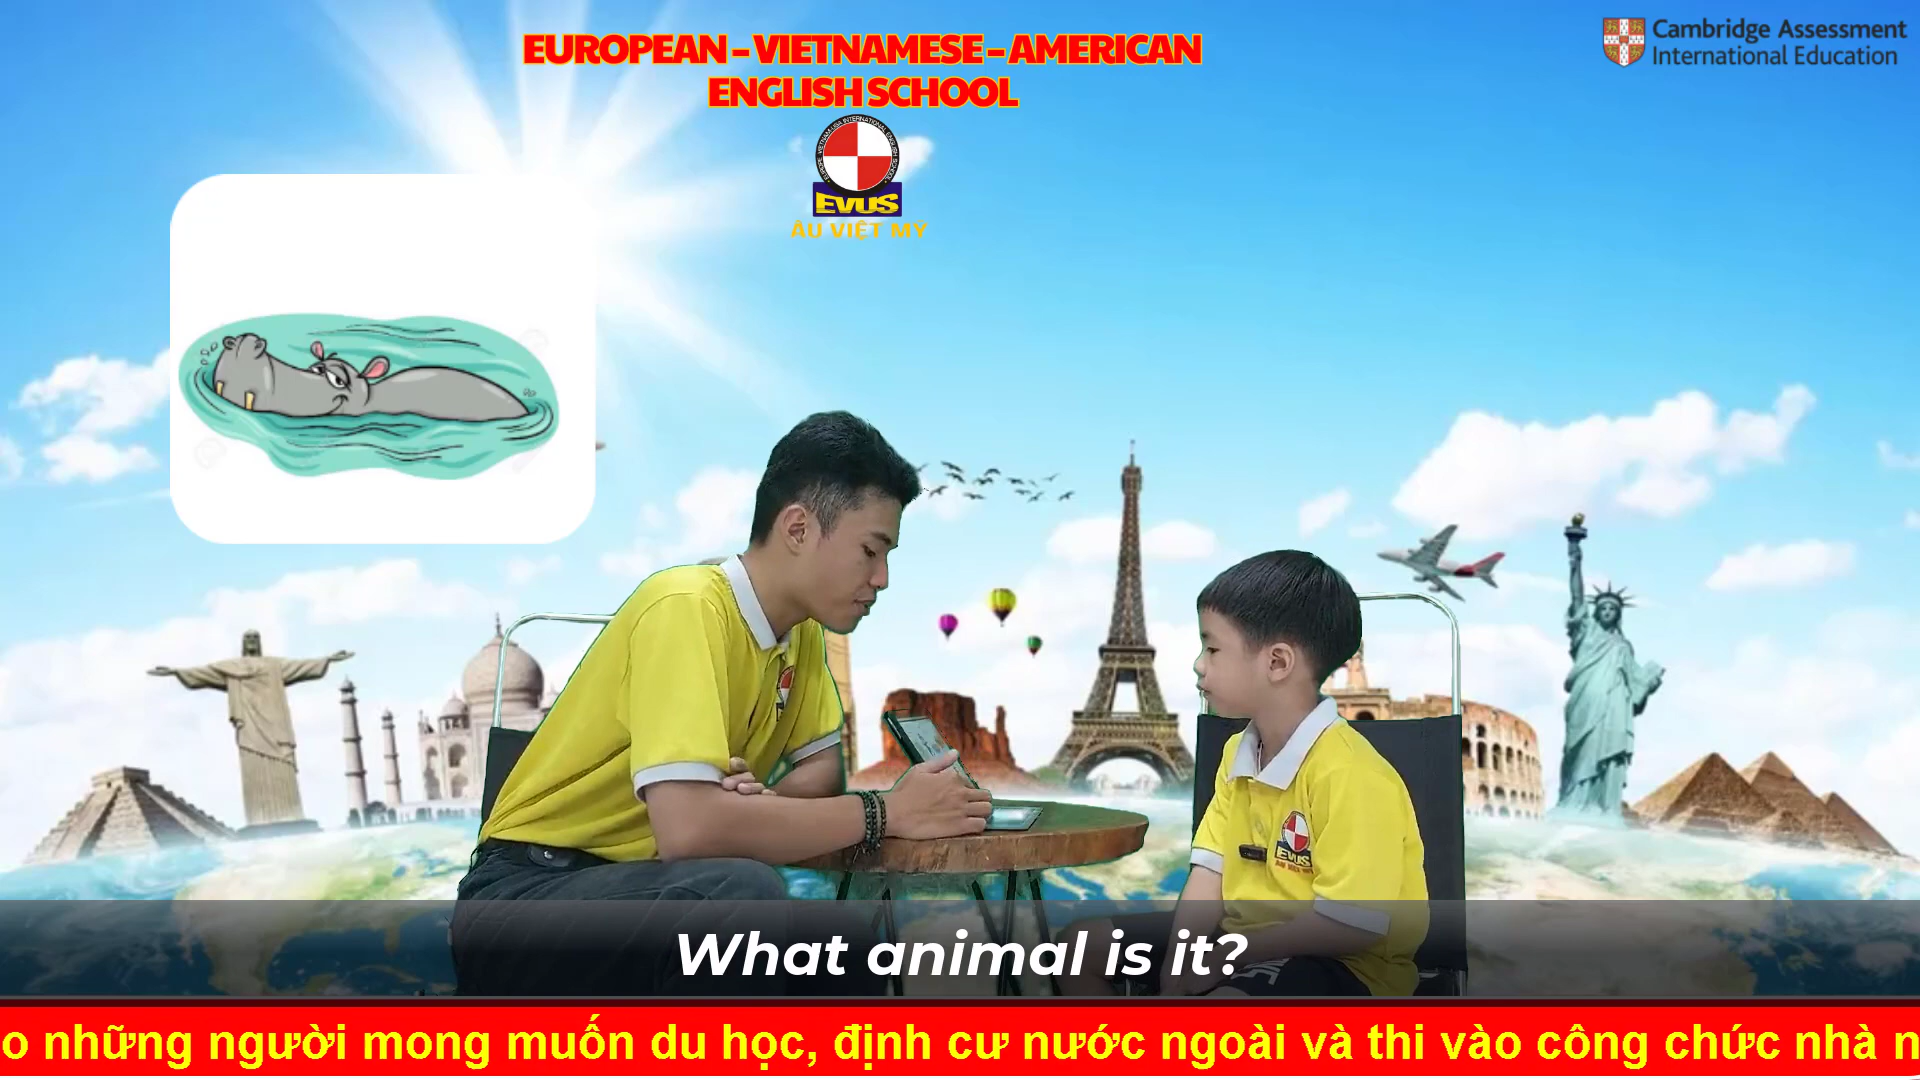 EUROPEAN – VIETNAMESE – AMERICAN
ENGLISH SCHOOL
Cambridge Assessment
International Education
EVUS
ÂU VIỆT MỸ
EVUS
What animal is it?
o những người mong muốn du học, định cư nước ngoài và thi vào công chức nhà n